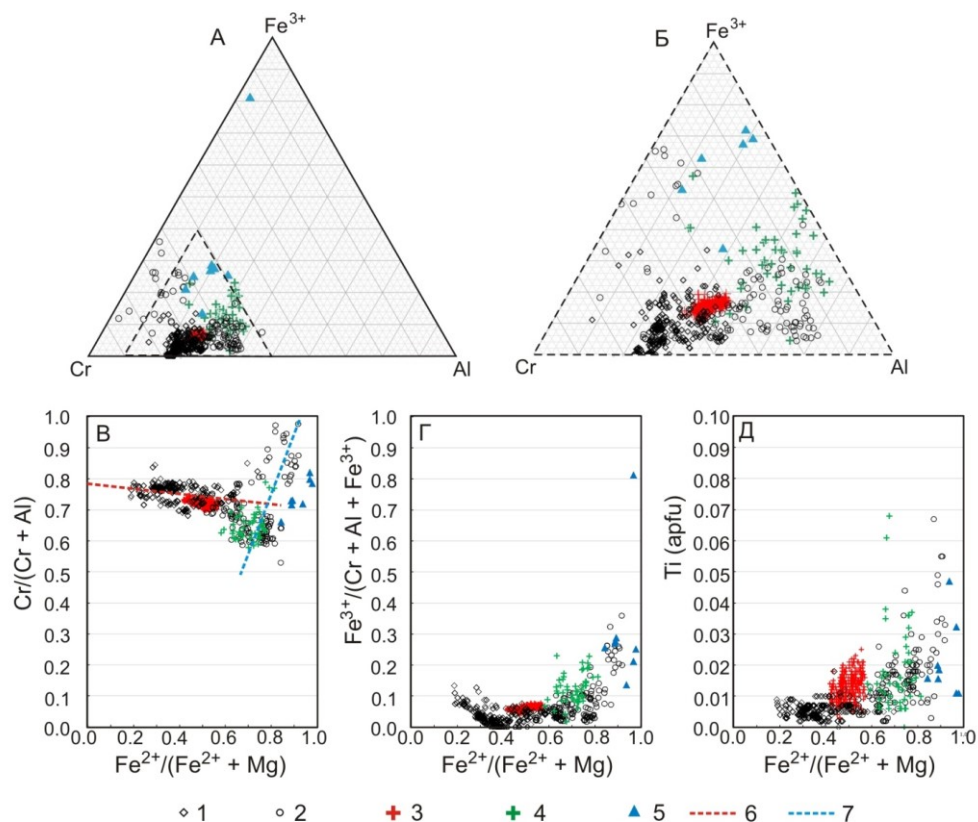 А
Fe³⁺
Cr
Al
Б
Fe³⁺
Cr
Al
В
Cr/(Cr + Al)
1.0
0.9
0.8
0.7
0.6
0.5
0.4
0.3
0.2
0.1
0.0
0.0 0.2 0.4 0.6 0.8 1.0
Fe²⁺/(Fe²⁺ + Mg)
Г
Fe³⁺/(Cr + Al + Fe³⁺)
1.0
0.9
0.8
0.7
0.6
0.5
0.4
0.3
0.2
0.1
0.0
0.2 0.4 0.6 0.8 1.0
Fe²⁺/(Fe²⁺ + Mg)
Д
Ti (apfu)
0.10
0.09
0.08
0.07
0.06
0.05
0.04
0.03
0.02
0.01
0.00
0.2 0.4 0.6 0.8 1.0
Fe²⁺/(Fe²⁺ + Mg)
1 2 3 4 5 6 7